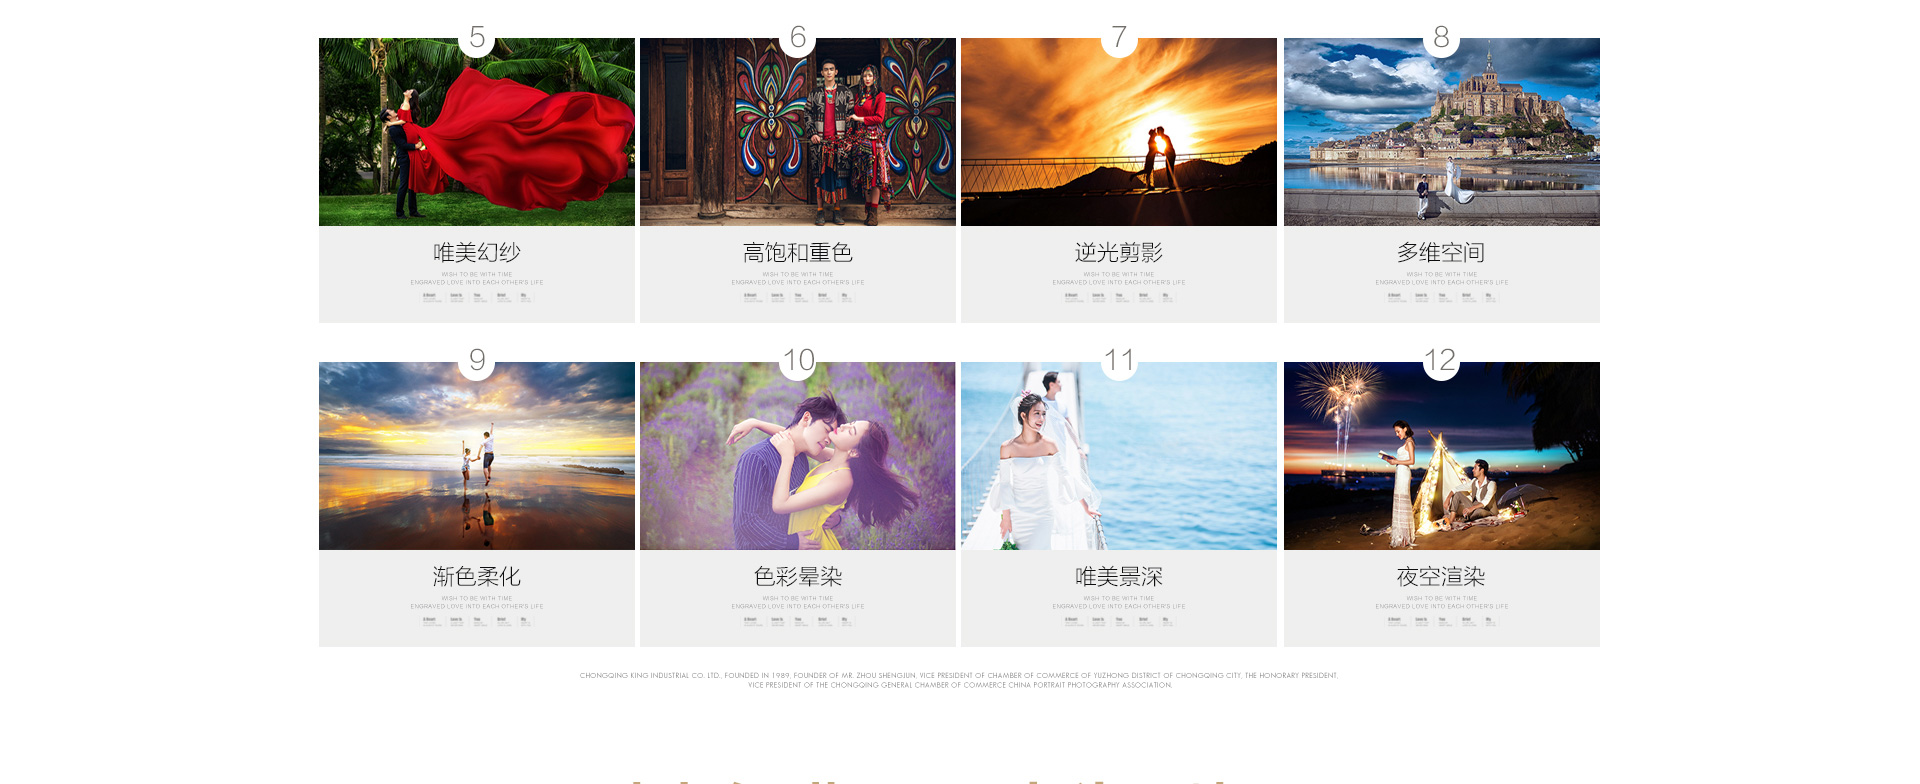 5
6
7
8
唯美幻纱
高饱和重色
逆光剪影
多维空间
WISH TO BE WITH TIME
ENGRAVED LOVE INTO EACH OTHER'S LIFE
WISH TO BE WITH TIME
ENGRAVED LOVE INTO EACH OTHER'S LIFE
WISH TO BE WITH TIME
ENGRAVED LOVE INTO EACH OTHER'S LIFE
WISH TO BE WITH TIME
ENGRAVED LOVE INTO EACH OTHER'S LIFE
9
10
11
12
渐色柔化
色彩晕染
唯美景深
夜空渲染
WISH TO BE WITH TIME
ENGRAVED LOVE INTO EACH OTHER'S LIFE
WISH TO BE WITH TIME
ENGRAVED LOVE INTO EACH OTHER'S LIFE
WISH TO BE WITH TIME
ENGRAVED LOVE INTO EACH OTHER'S LIFE
WISH TO BE WITH TIME
ENGRAVED LOVE INTO EACH OTHER'S LIFE
CHONGQING KING INDUSTRIAL CO. LTD., FOUNDED IN 1989, FOUNDER OF MR. ZHOU SHENGJUN, VICE PRESIDENT OF CHAMBER OF COMMERCE OF YUZHONG DISTRICT OF CHONGQING CITY, THE HONORARY PRESIDENT,
VICE PRESIDENT OF THE CHONGQING GENERAL CHAMBER OF COMMERCE CHINA PORTRAIT PHOTOGRAPHY ASSOCIATION.